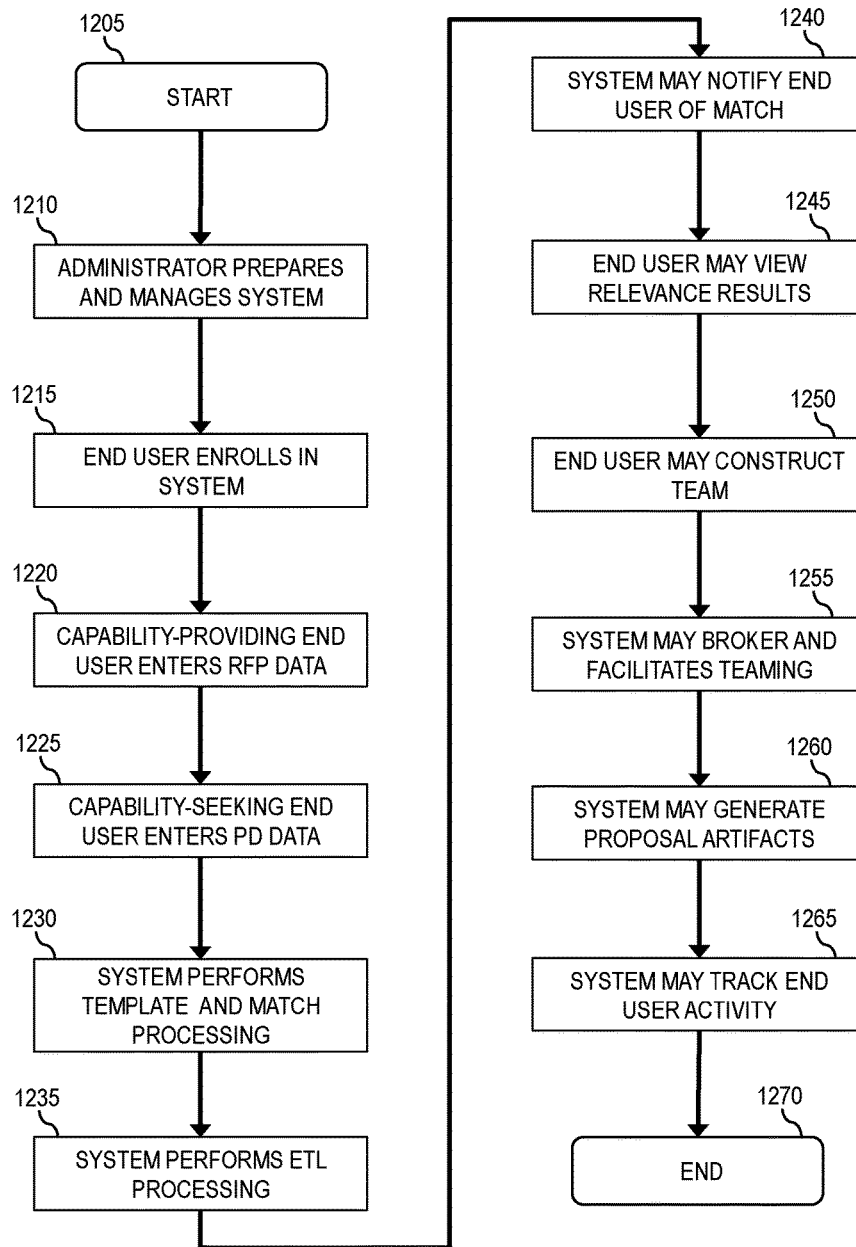 1205
START
1210
ADMINISTRATOR PREPARES
AND MANAGES SYSTEM
1215
END USER ENROLLS IN
SYSTEM
1220
CAPABILITY-PROVIDING END
USER ENTERS RFP DATA
1225
CAPABILITY-SEEKING END
USER ENTERS PD DATA
1230
SYSTEM PERFORMS
TEMPLATE AND MATCH
PROCESSING
1235
SYSTEM PERFORMS ETL
PROCESSING
1240
SYSTEM MAY NOTIFY END
USER OF MATCH
1245
END USER MAY VIEW
RELEVANCE RESULTS
1250
END USER MAY CONSTRUCT
TEAM
1255
SYSTEM MAY BROKER AND
FACILITATES TEAMING
1260
SYSTEM MAY GENERATE
PROPOSAL ARTIFACTS
1265
SYSTEM MAY TRACK END
USER ACTIVITY
1270
END